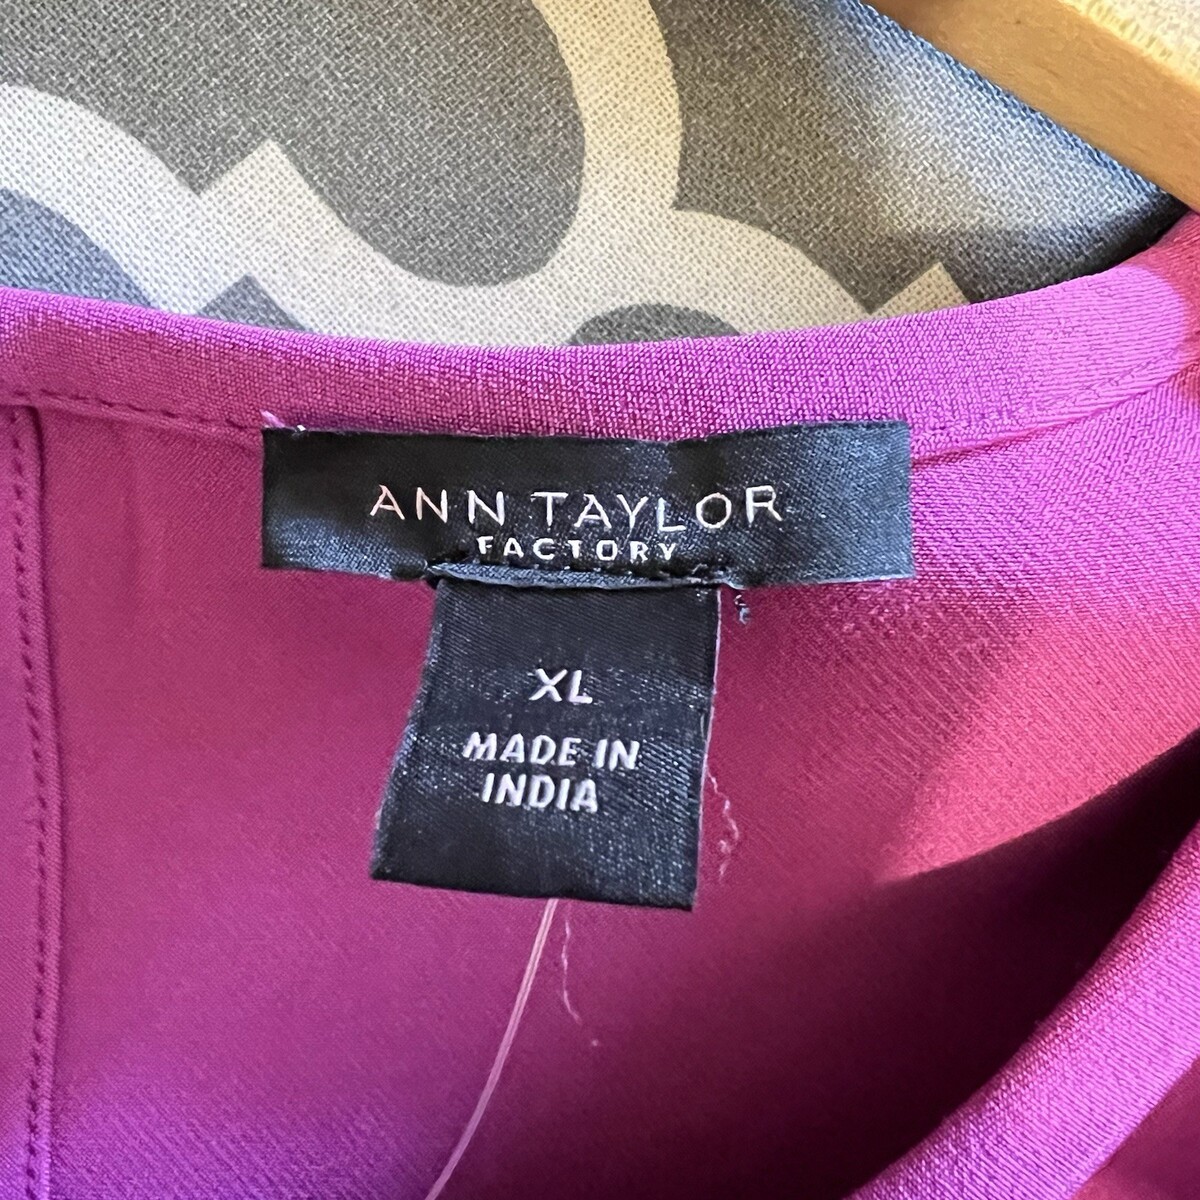 ANN TAYLOR
FACTORY
XL
MADE IN
INDIA